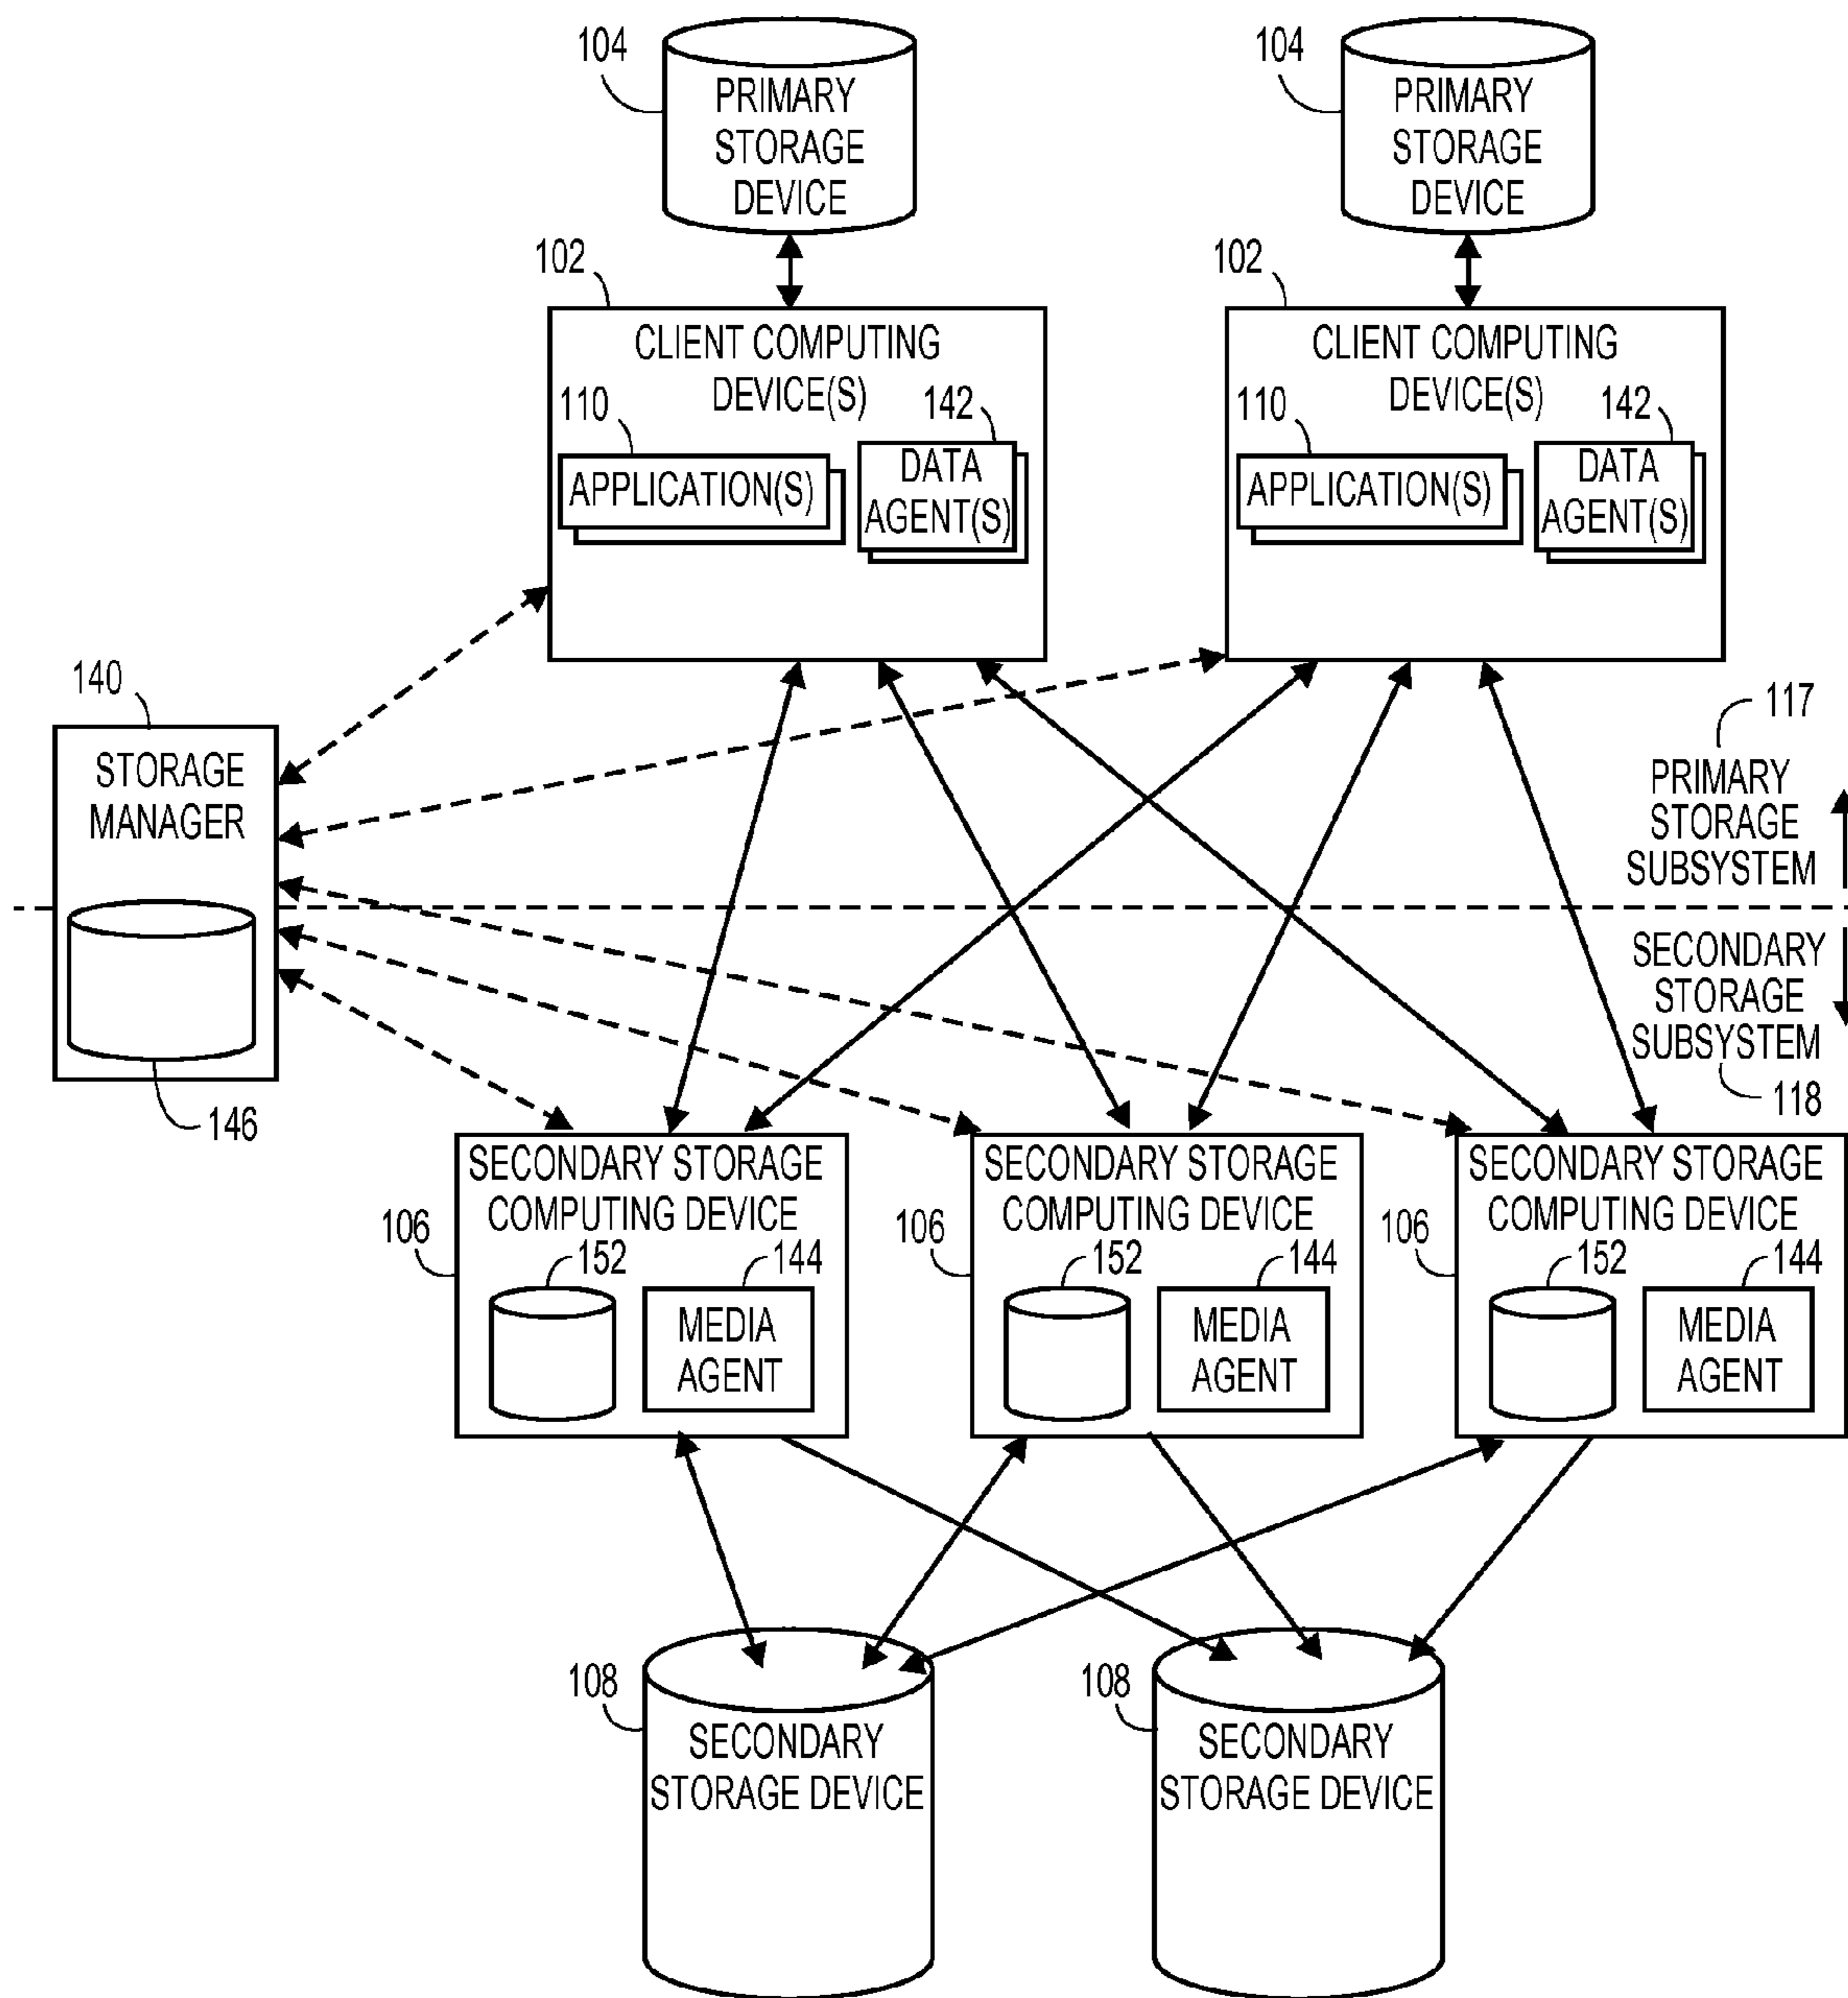 104
PRIMARY
STORAGE
DEVICE
104
PRIMARY
STORAGE
DEVICE
102
CLIENT COMPUTING
DEVICE(S)
110
APPLICATION(S)
142
DATA
AGENT(S)
102
CLIENT COMPUTING
DEVICE(S)
110
APPLICATION(S)
142
DATA
AGENT(S)
140
STORAGE
MANAGER
146
117
PRIMARY
STORAGE
SUBSYSTEM
SECONDARY
STORAGE
SUBSYSTEM
118
106
SECONDARY STORAGE
COMPUTING DEVICE
152
144
MEDIA
AGENT
106
SECONDARY STORAGE
COMPUTING DEVICE
152
144
MEDIA
AGENT
106
SECONDARY STORAGE
COMPUTING DEVICE
152
144
MEDIA
AGENT
108
SECONDARY
STORAGE DEVICE
108
SECONDARY
STORAGE DEVICE